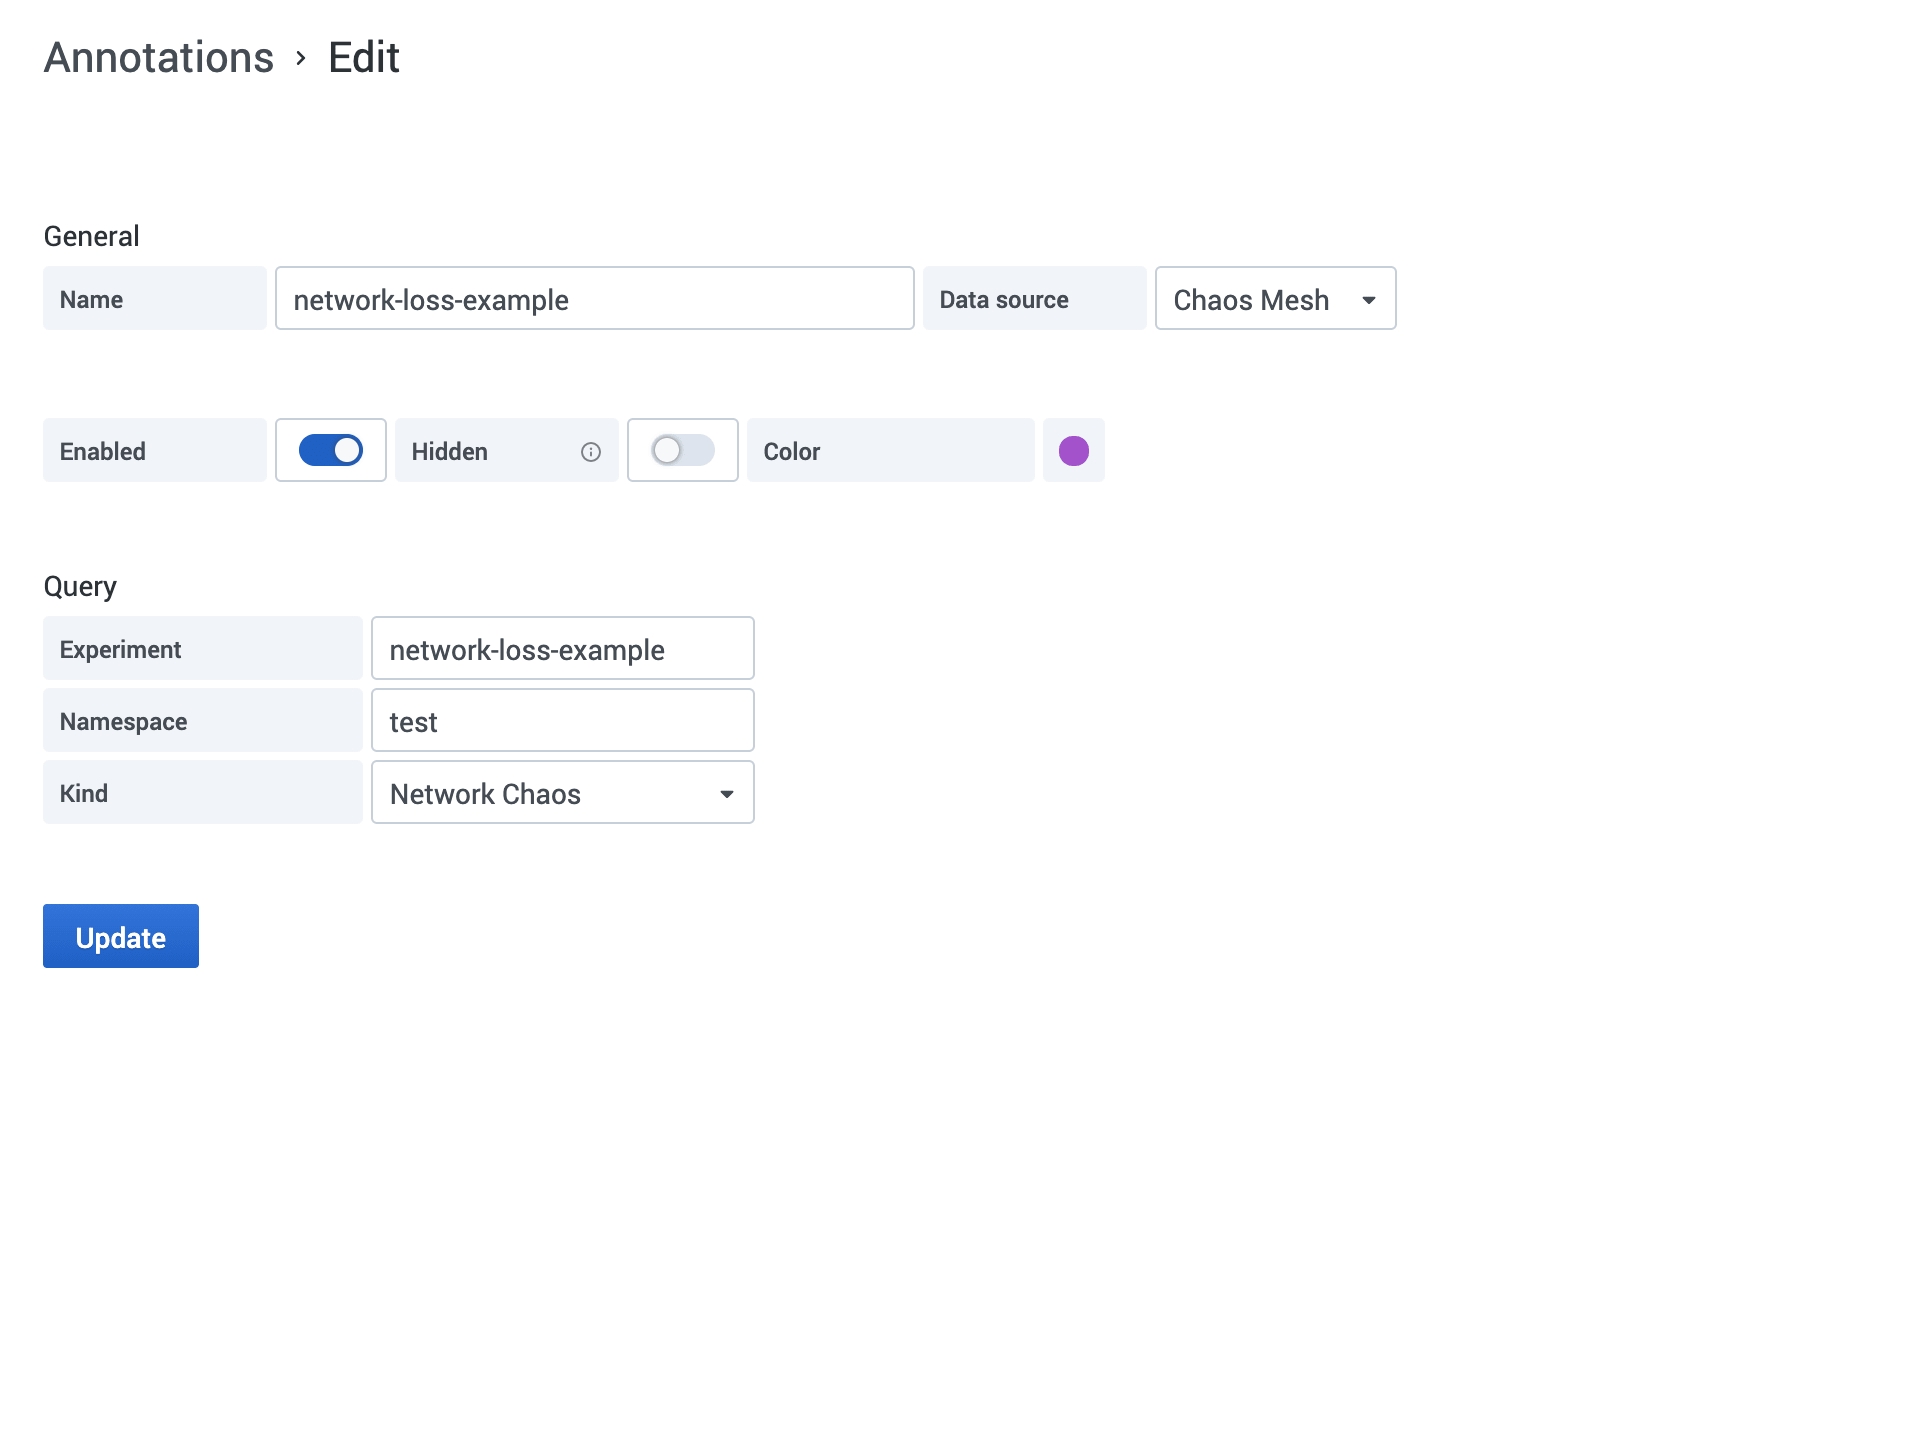 Annotations › Edit
General
Name network-loss-example Data source Chaos Mesh
Enabled Hidden Color
Query
Experiment network-loss-example
Namespace test
Kind Network Chaos
Update